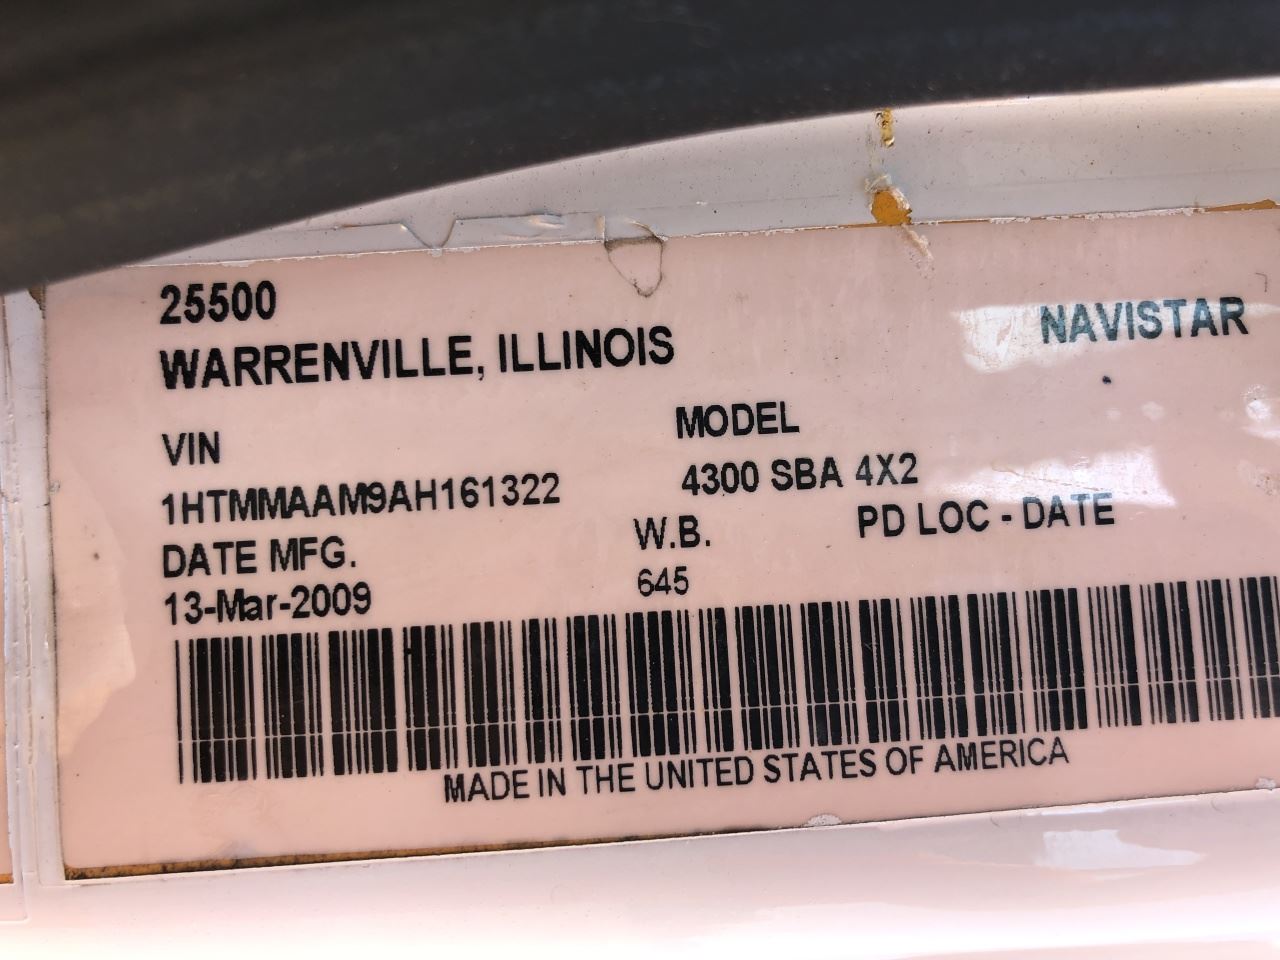 25500
WARRENVILLE, ILLINOIS
NAVISTAR
VIN
MODEL
1HTMMAAM9AH161322
4300 SBA 4X2
DATE MFG.
W.B.
PD LOC - DATE
13-Mar-2009
645
MADE IN THE UNITED STATES OF AMERICA